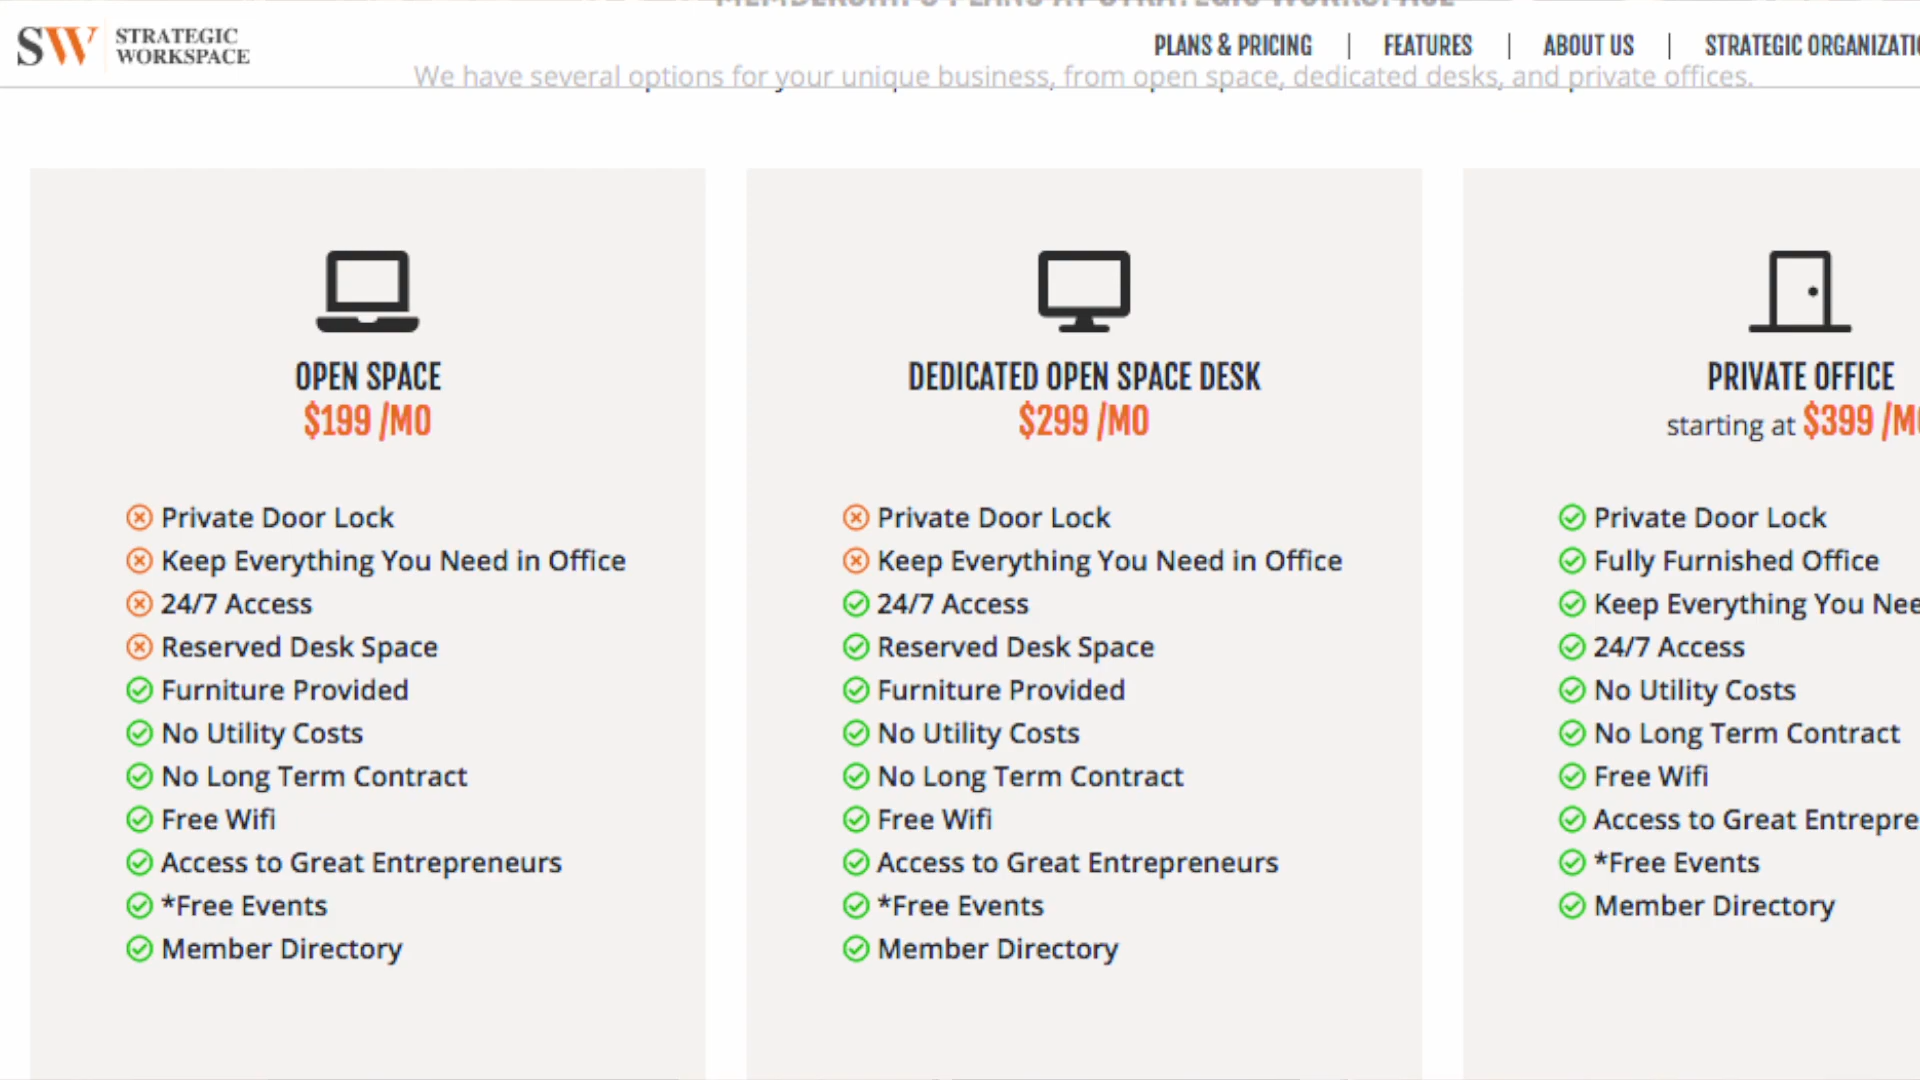 MEMBERSHIPS PLANS AT STRATEGIC WORKSPACE
SW STRATEGIC WORKSPACE
PLANS & PRICING | FEATURES | ABOUT US | STRATEGIC
We have several options for your unique business, from open space, dedicated desks, and private offices.
OPEN SPACE
$199 /MO
Private Door Lock
Keep Everything You Need in Office
24/7 Access
Reserved Desk Space
Furniture Provided
No Utility Costs
No Long Term Contract
Free Wifi
Access to Great Entrepreneurs
*Free Events
Member Directory
DEDICATED OPEN SPACE DESK
$299 /MO
Private Door Lock
Keep Everything You Need in Office
24/7 Access
Reserved Desk Space
Furniture Provided
No Utility Costs
No Long Term Contract
Free Wifi
Access to Great Entrepreneurs
*Free Events
Member Directory
PRIVATE OFFICE
starting at $399 /MO
Private Door Lock
Fully Furnished Office
Keep Everything You
24/7 Access
No Utility Costs
No Long Term Contract
Free Wifi
Access to Great
*Free Events
Member Directory